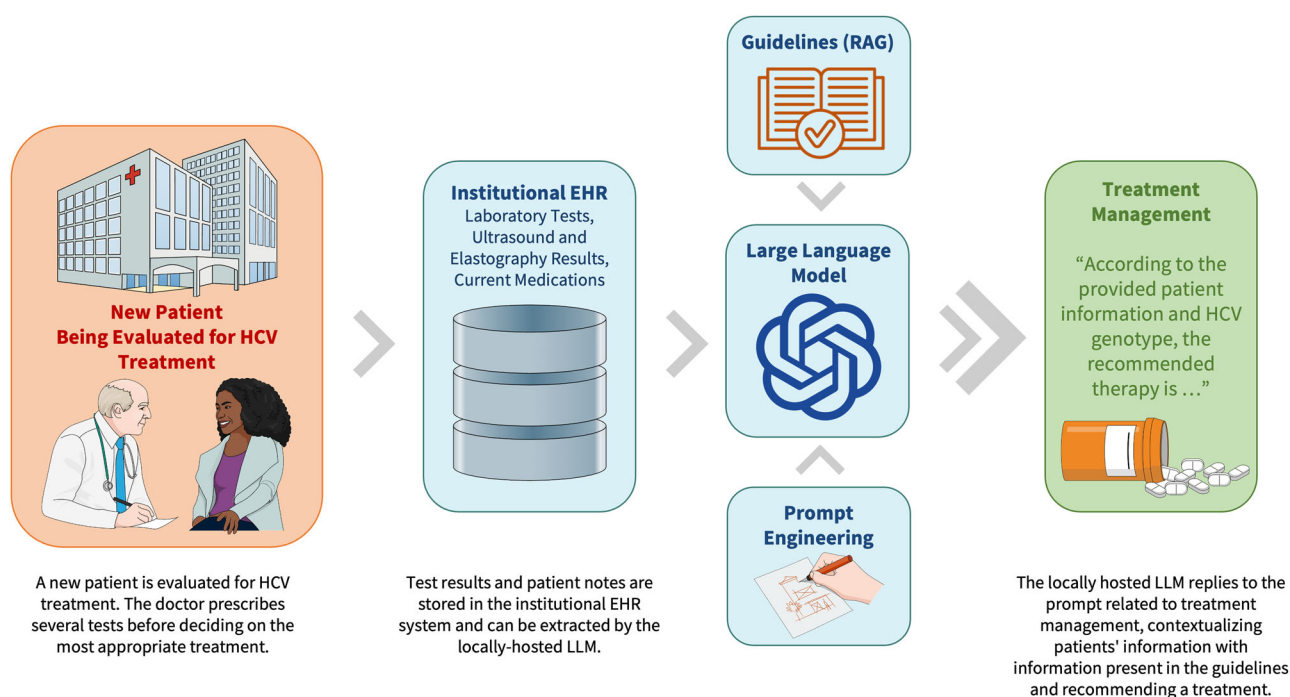 New Patient
Being Evaluated for HCV
Treatment
A new patient is evaluated for HCV
treatment. The doctor prescribes
several tests before deciding on the
most appropriate treatment.
Institutional EHR
Laboratory Tests,
Ultrasound and
Elastography Results,
Current Medications
Test results and patient notes are
stored in the institutional EHR
system and can be extracted by the
locally-hosted LLM.
Guidelines (RAG)
Large Language
Model
Prompt
Engineering
Treatment
Management
“According to the
provided patient
information and HCV
genotype, the
recommended
therapy is …”
The locally hosted LLM replies to the
prompt related to treatment
management, contextualizing
patients' information with
information present in the guidelines
and recommending a treatment.